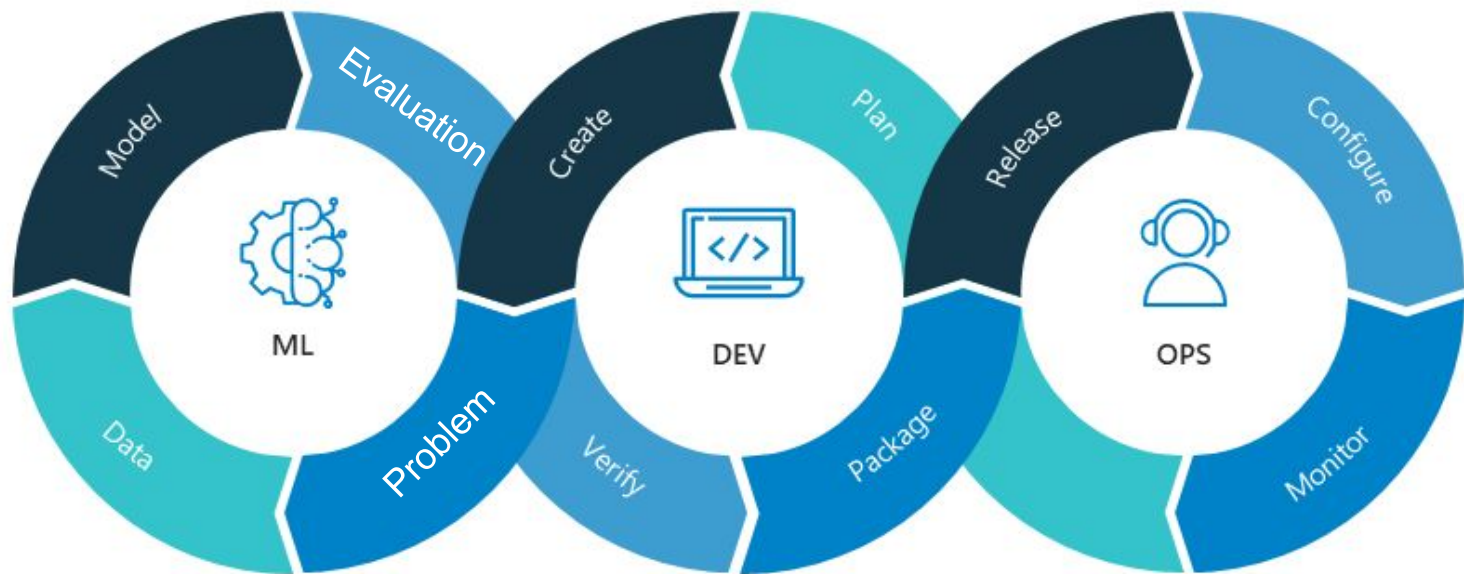 Model
Evaluation
Create
Plan
Release
Configure
</>
ML
DEV
OPS
Data
Problem
Verify
Package
Monitor